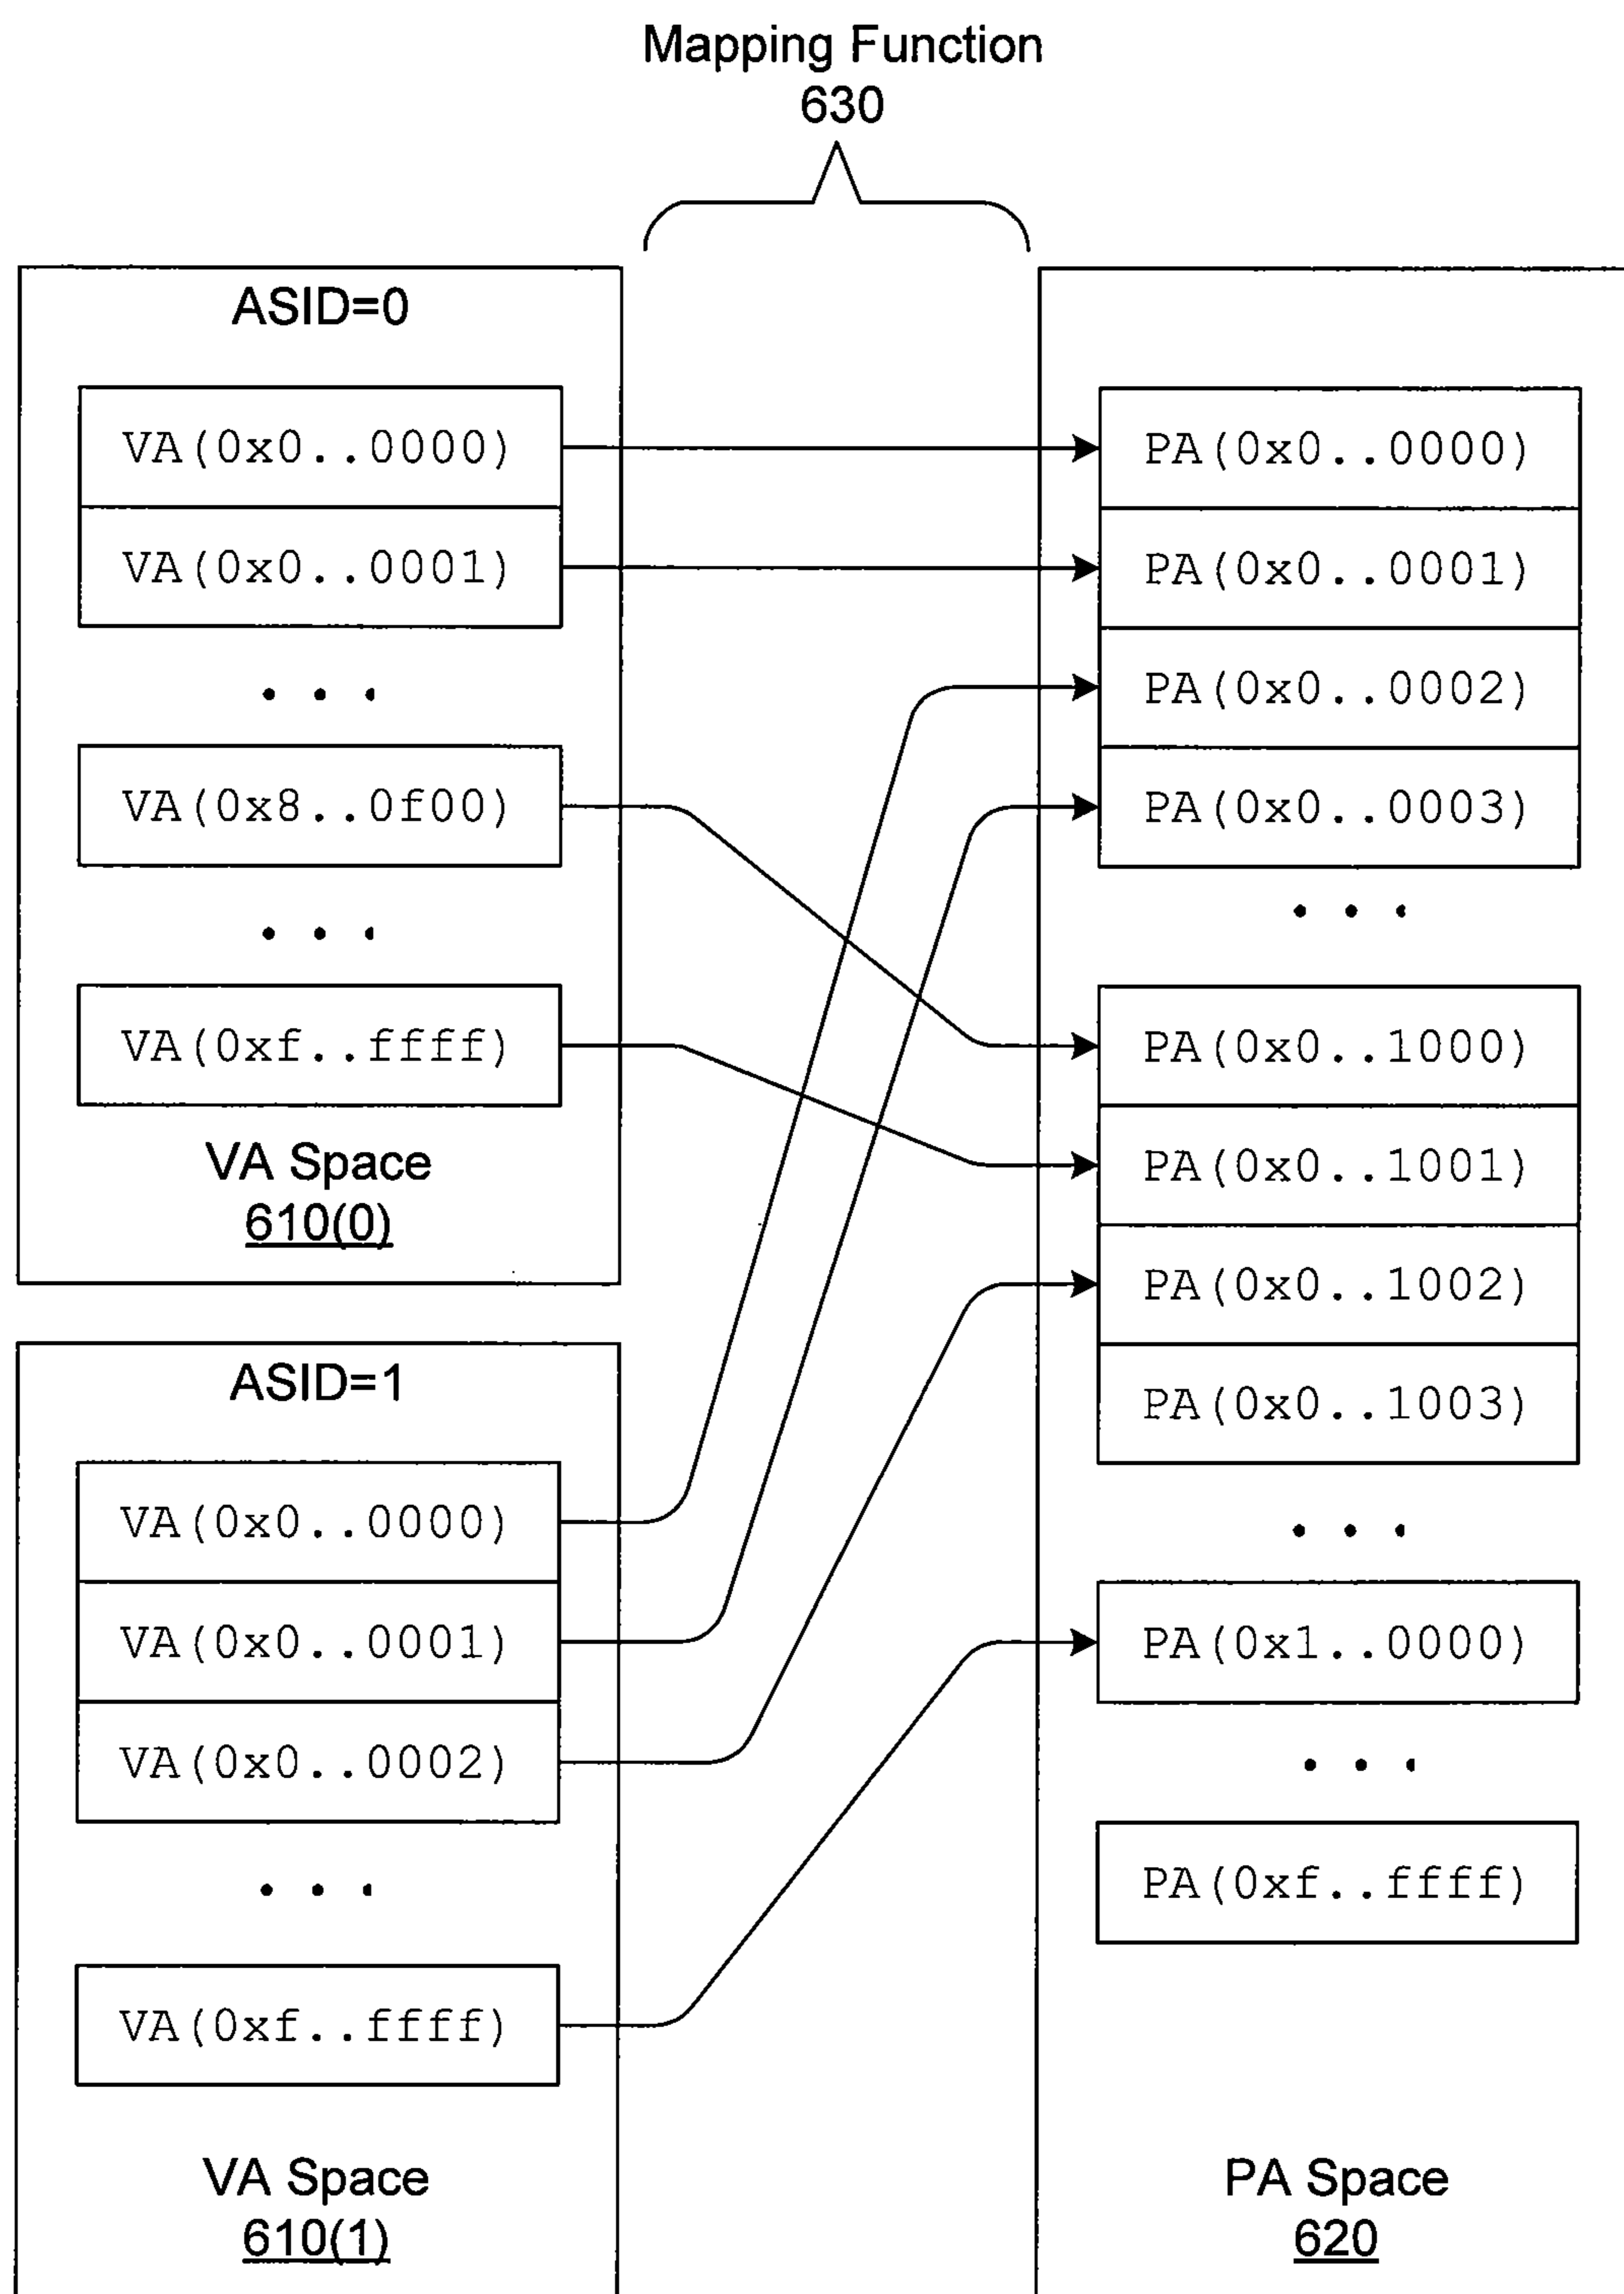 Mapping Function
630
ASID=0
VA(0x0..0000)
VA(0x0..0001)
. . .
VA(0x8..0f00)
. . .
VA(0xf..ffff)
VA Space
610(0)
ASID=1
VA(0x0..0000)
VA(0x0..0001)
VA(0x0..0002)
. . .
VA(0xf..ffff)
VA Space
610(1)
PA(0x0..0000)
PA(0x0..0001)
PA(0x0..0002)
PA(0x0..0003)
. . .
PA(0x0..1000)
PA(0x0..1001)
PA(0x0..1002)
PA(0x0..1003)
. . .
PA(0x1..0000)
. . .
PA(0xf..ffff)
PA Space
620